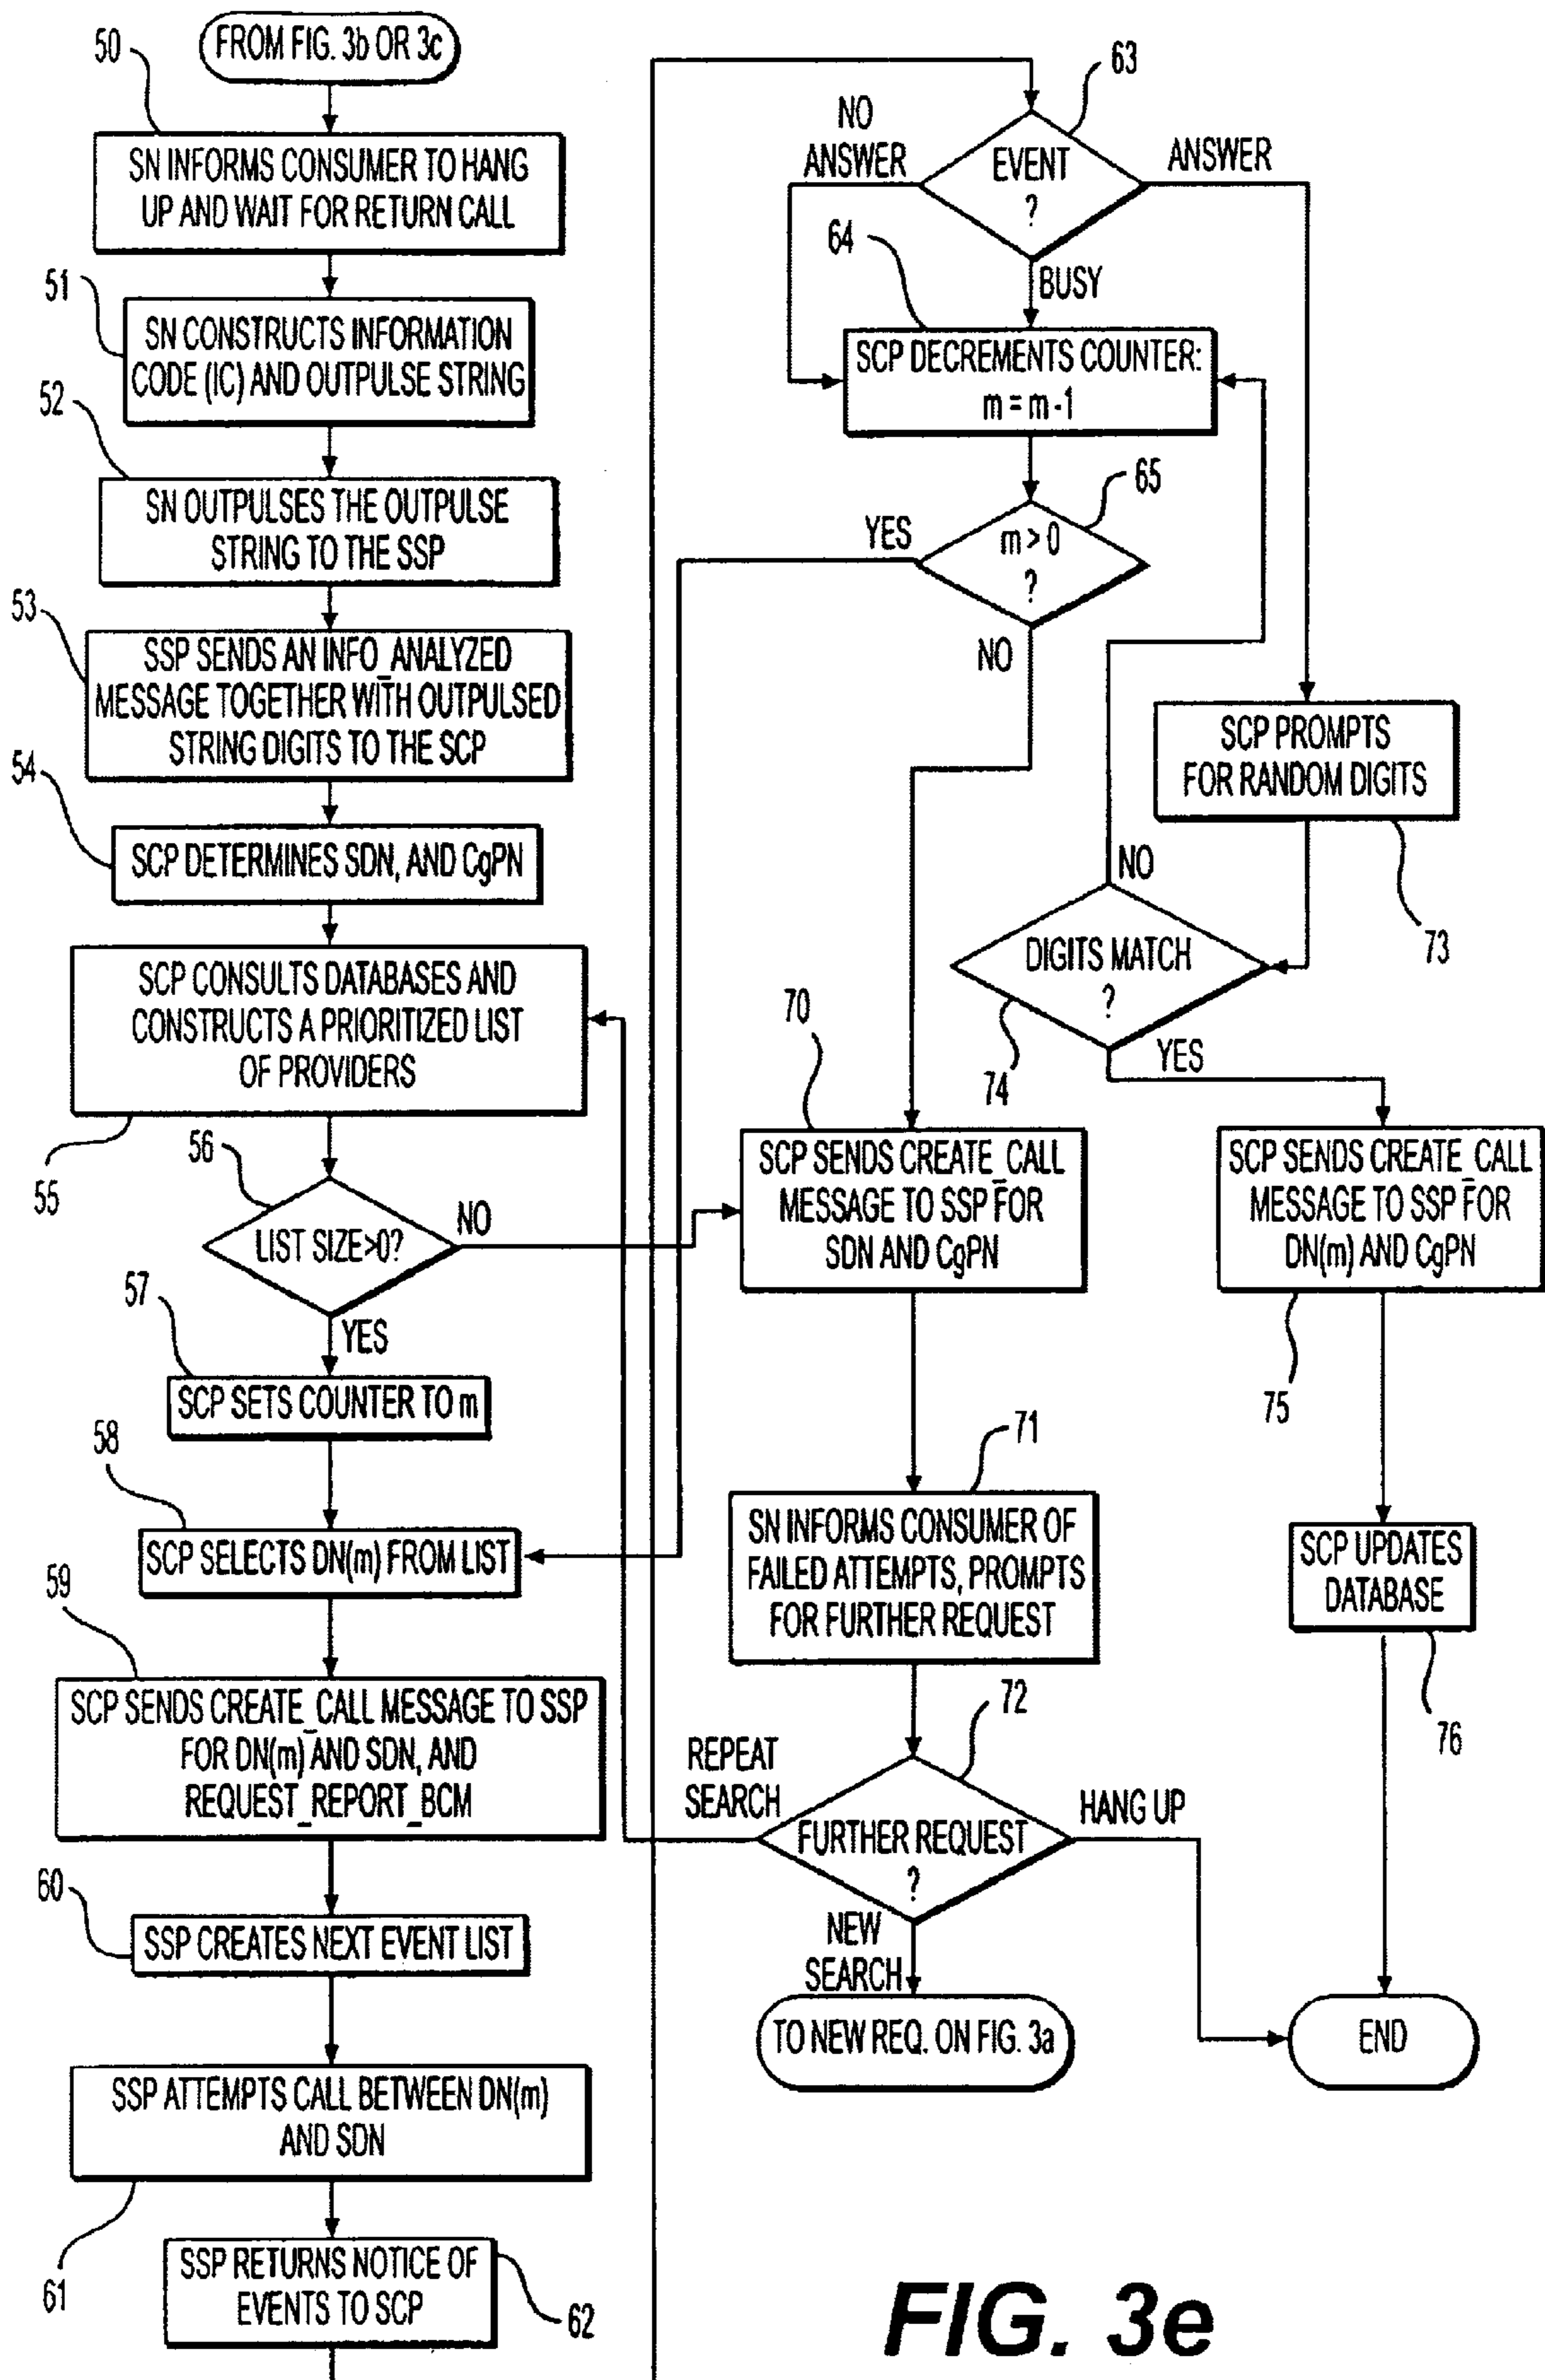 FROM FIG. 3b OR 3c
50
SN INFORMS CONSUMER TO HANG
UP AND WAIT FOR RETURN CALL
51
SN CONSTRUCTS INFORMATION
CODE (IC) AND OUTPULSE STRING
52
SN OUTPULSES THE OUTPULSE
STRING TO THE SSP
53
SSP SENDS AN INFO_ANALYZED
MESSAGE TOGETHER WITH OUTPULSED
STRING DIGITS TO THE SCP
54
SCP DETERMINES SDN, AND CgPN
SCP CONSULTS DATABASES AND
CONSTRUCTS A PRIORITIZED LIST
OF PROVIDERS
55
56
LIST SIZE>0?
NO
YES
57
SCP SETS COUNTER TO m
58
SCP SELECTS DN(m) FROM LIST
59
SCP SENDS CREATE_CALL MESSAGE TO SSP
FOR DN(m) AND SDN, AND
REQUEST_REPORT_BCM
60
SSP CREATES NEXT EVENT LIST
SSP ATTEMPTS CALL BETWEEN DN(m)
AND SDN
61
SSP RETURNS NOTICE OF
EVENTS TO SCP
62
63
EVENT
?
NO
ANSWER
ANSWER
BUSY
64
SCP DECREMENTS COUNTER:
m = m-1
65
m > 0
?
YES
NO
SCP PROMPTS
FOR RANDOM DIGITS
73
DIGITS MATCH
?
NO
YES
74
70
SCP SENDS CREATE_CALL
MESSAGE TO SSP FOR
SDN AND CgPN
SCP SENDS CREATE_CALL
MESSAGE TO SSP FOR
DN(m) AND CgPN
75
71
SN INFORMS CONSUMER OF
FAILED ATTEMPTS, PROMPTS
FOR FURTHER REQUEST
SCP UPDATES
DATABASE
76
72
FURTHER REQUEST
?
REPEAT
SEARCH
HANG UP
NEW
SEARCH
TO NEW REQ. ON FIG. 3a
END
FIG. 3e